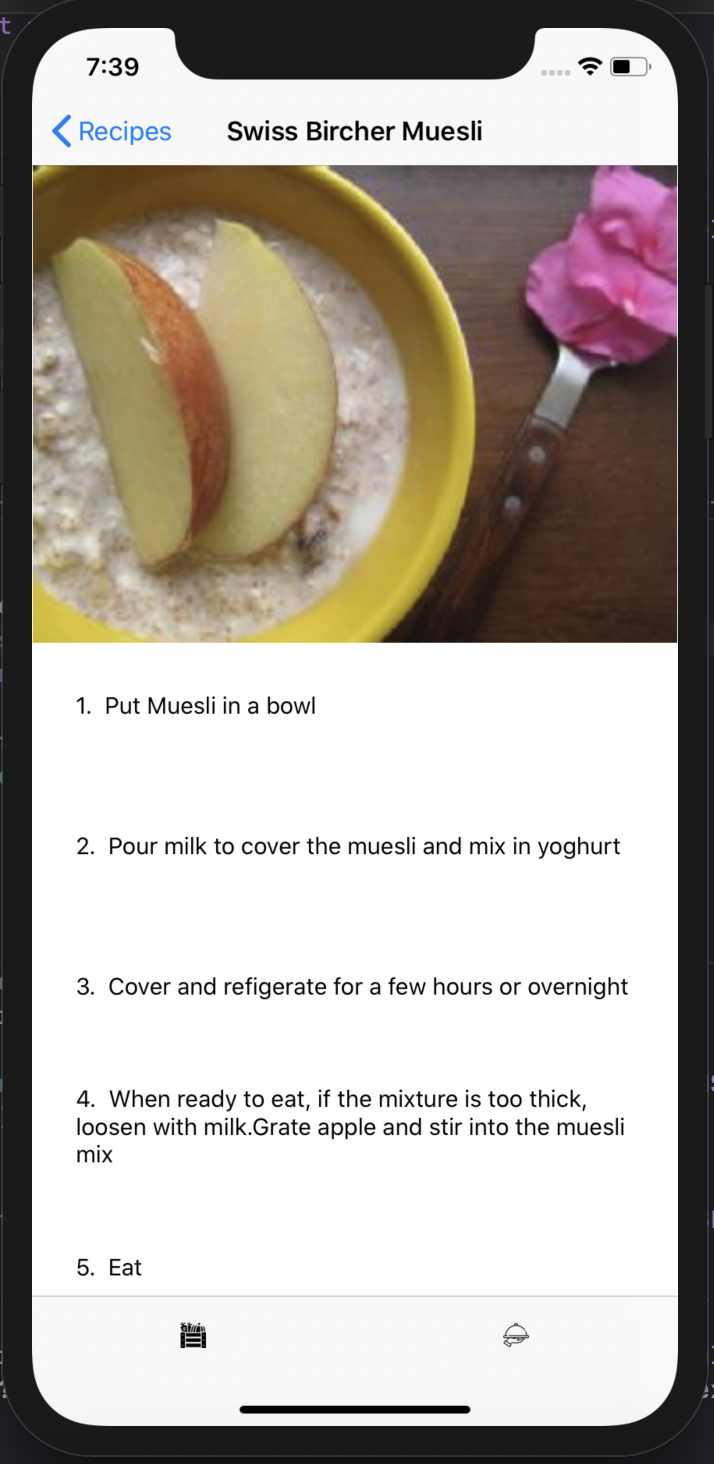 7:39
Recipes
Swiss Bircher Muesli
1. Put Muesli in a bowl
2. Pour milk to cover the muesli and mix in yoghurt
3. Cover and refigerate for a few hours or overnight
4. When ready to eat, if the mixture is too thick,
loosen with milk.Grate apple and stir into the muesli
mix
5. Eat